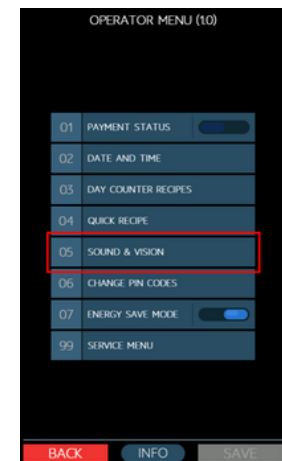 OPERATOR MENU (1.0)
01 PAYMENT STATUS
02 DATE AND TIME
03 DAY COUNTER RECIPES
04 QUICK RECIPE
05 SOUND & VISION
06 CHANGE PIN CODES
07 ENERGY SAVE MODE
99 SERVICE MENU
BACK INFO SAVE